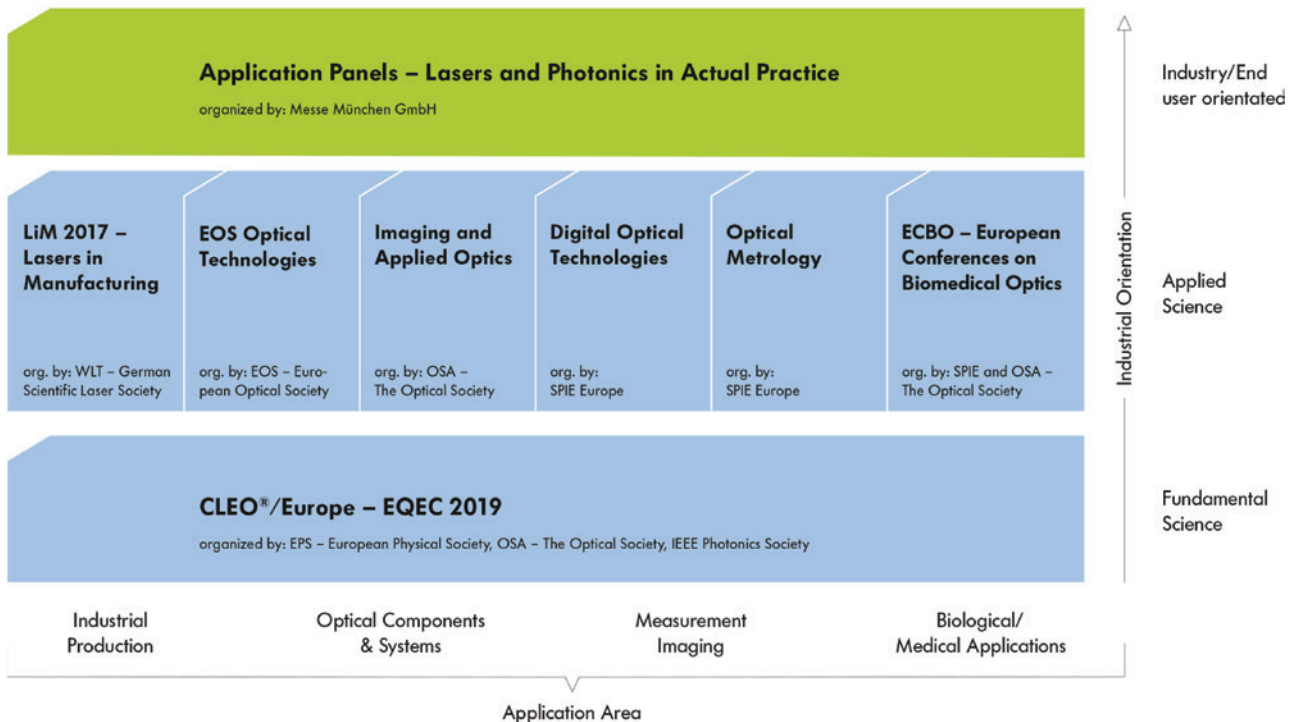 Application Panels – Lasers and Photonics in Actual Practice
organized by: Messe München GmbH
Industry/End
user orientated
LiM 2017 –
Lasers in
Manufacturing
org. by: WLT – German
Scientific Laser Society
EOS Optical
Technologies
org. by: EOS – Euro-
pean Optical Society
Imaging and
Applied Optics
org. by: OSA –
The Optical Society
Digital Optical
Technologies
org. by:
SPIE Europe
Optical
Metrology
org. by:
SPIE Europe
ECBO – European
Conferences on
Biomedical Optics
org. by: SPIE and OSA –
The Optical Society
Industrial Orientation
Applied
Science
CLEO®/Europe – EQEC 2019
organized by: EPS – European Physical Society, OSA – The Optical Society, IEEE Photonics Society
Fundamental
Science
Industrial
Production
Optical Components
& Systems
Measurement
Imaging
Biological/
Medical Applications
Application Area